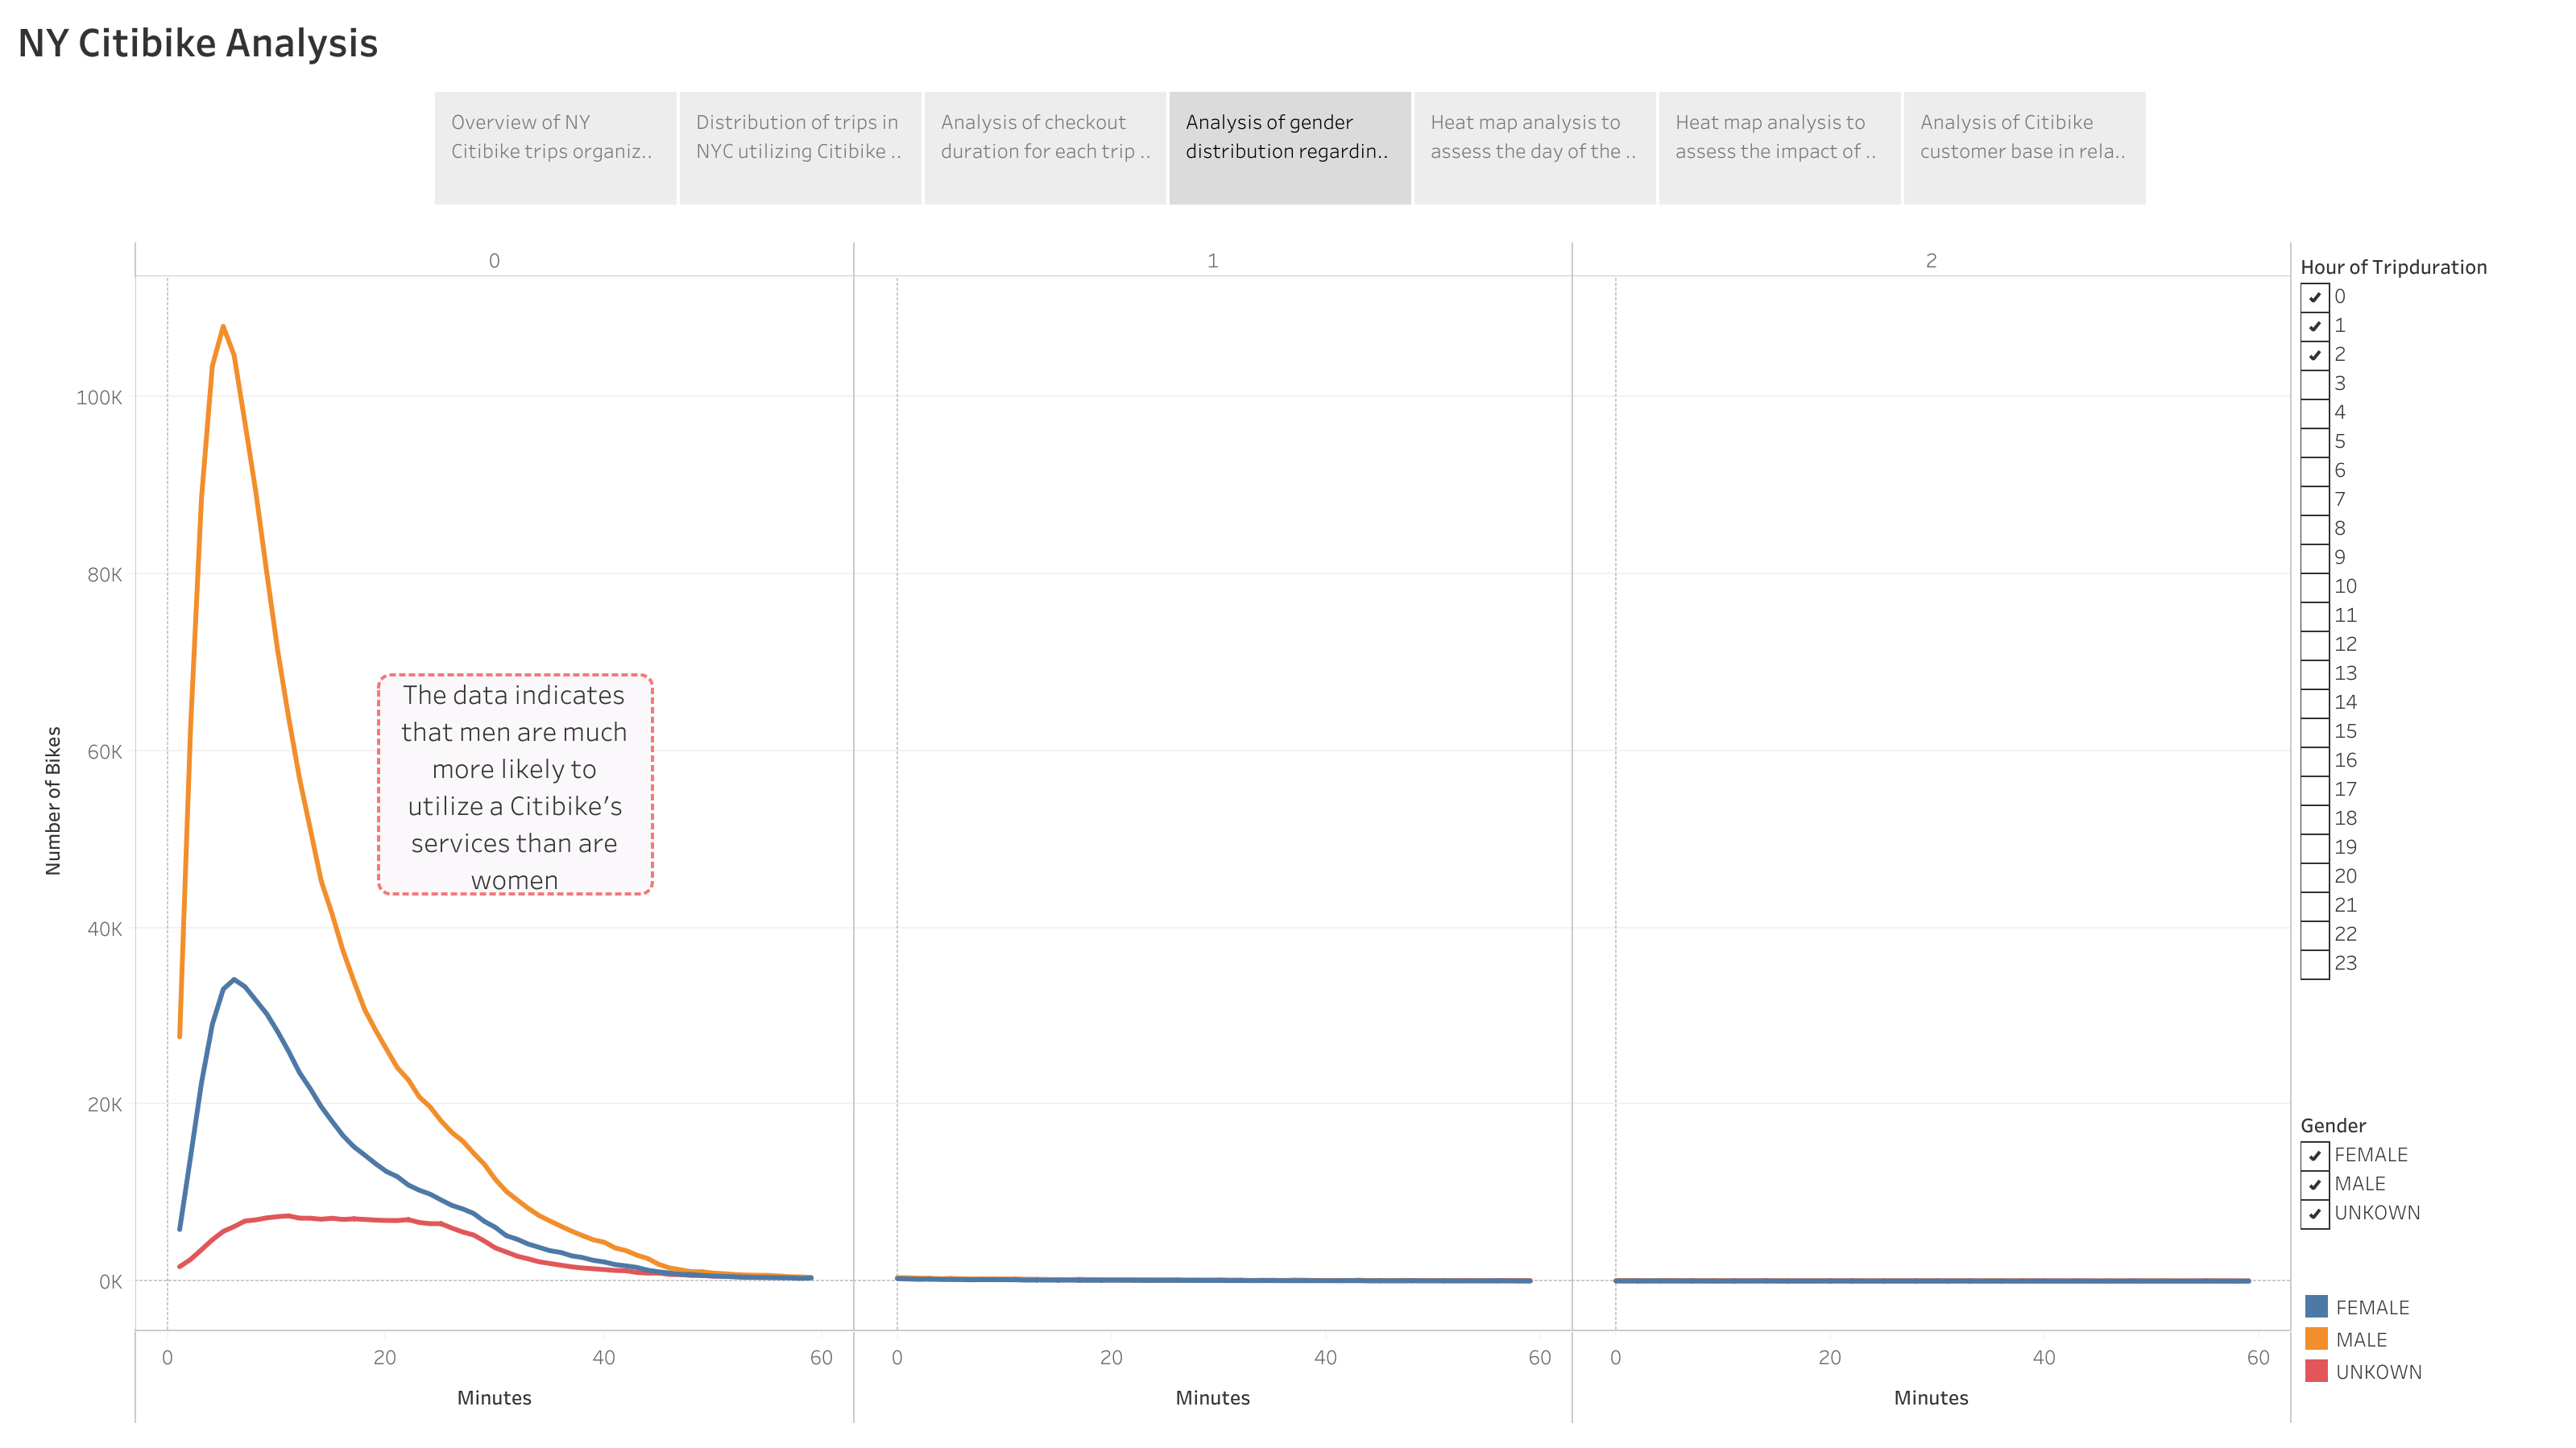 NY Citibike Analysis
Overview of NY
Citibike trips organiz..
Distribution of trips in
NYC utilizing Citibike ..
Analysis of checkout
duration for each trip ..
Analysis of gender
distribution regardin..
Heat map analysis to
assess the day of the ..
Heat map analysis to
assess the impact of ..
Analysis of Citibike
customer base in rela..
0
1
2
Number of Bikes
100K
80K
60K
40K
20K
0K
The data indicates
that men are much
more likely to
utilize a Citibike's
services than are
women
0 20 40 60
0 20 40 60
0 20 40 60
Minutes
Minutes
Minutes
Hour of Tripduration
0
1
2
3
4
5
6
7
8
9
10
11
12
13
14
15
16
17
18
19
20
21
22
23
Gender
FEMALE
MALE
UNKOWN
FEMALE
MALE
UNKOWN